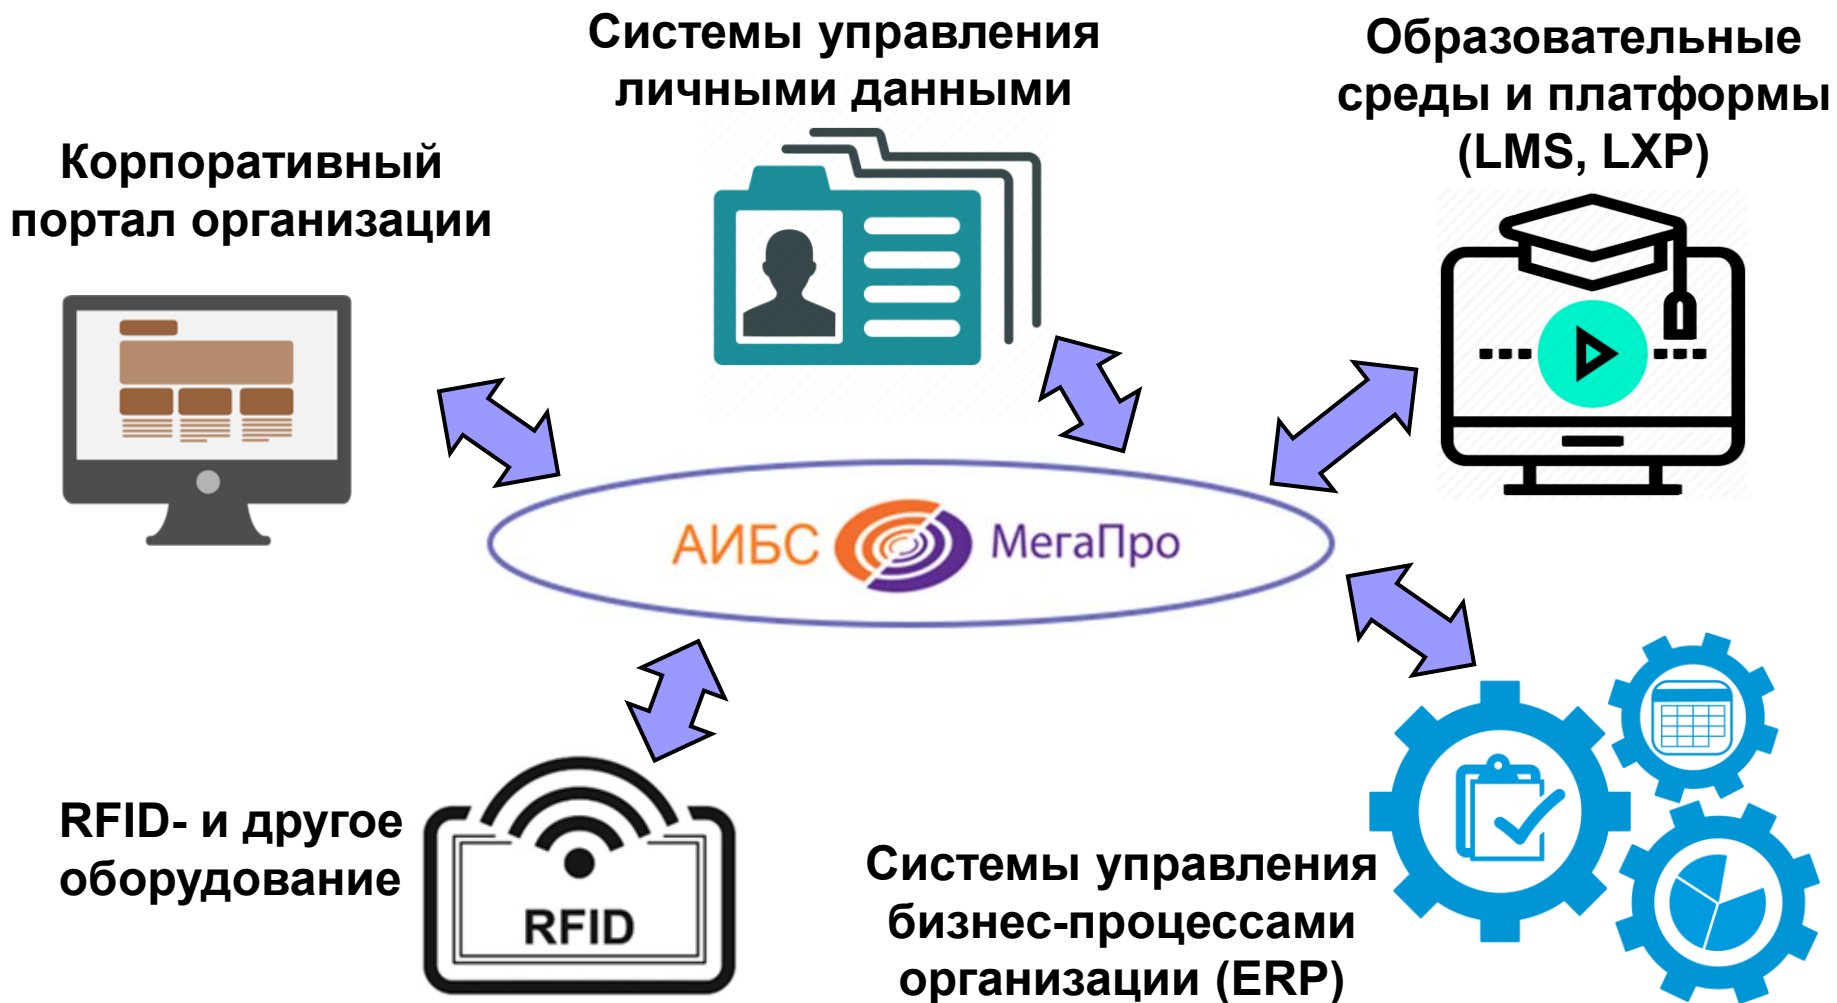 Системы управления
личными данными
Образовательные
среды и платформы
(LMS, LXP)
Корпоративный
портал организации
АИБС МегаПро
RFID- и другое
оборудование
RFID
Системы управления
бизнес-процессами
организации (ERP)